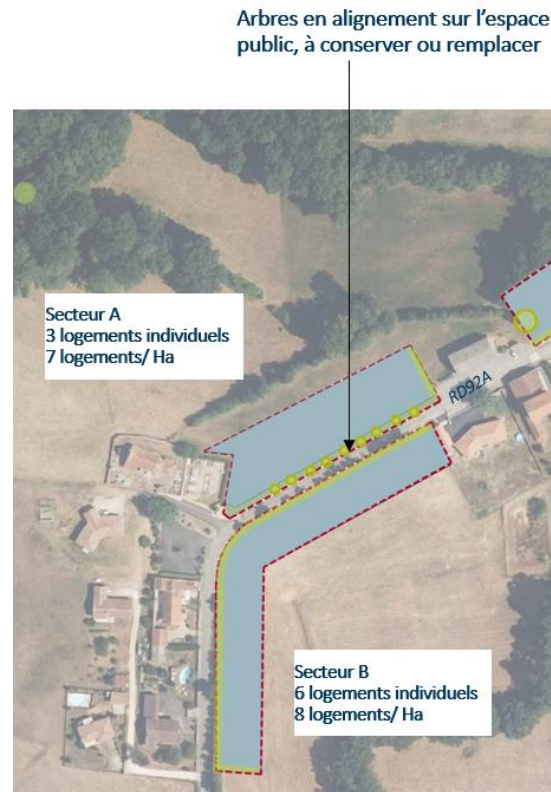 Arbres en alignement sur l’espace
public, à conserver ou remplacer
Secteur A
3 logements individuels
7 logements/ Ha
RD92A
Secteur B
6 logements individuels
8 logements/ Ha